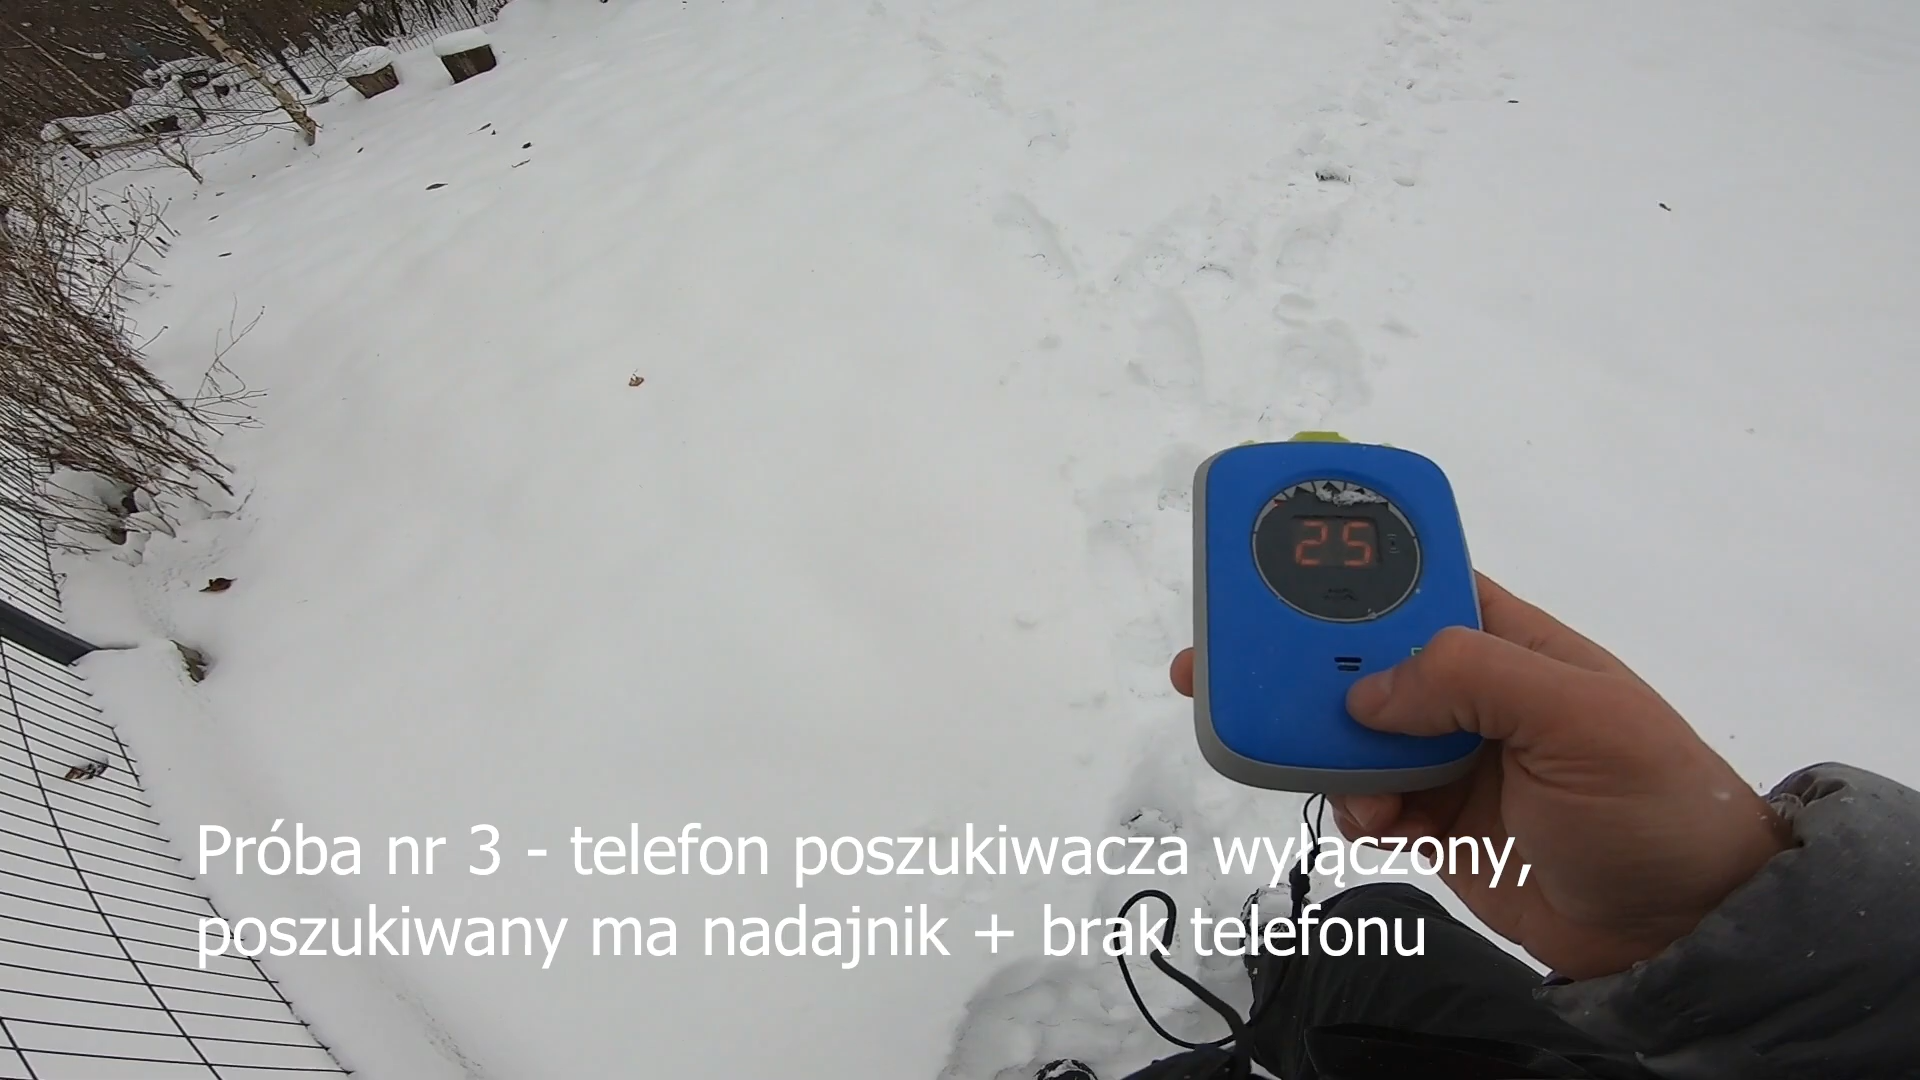 25
Próba nr 3 - telefon poszukiwacza wyłączony,
poszukiwany ma nadajnik + brak telefonu